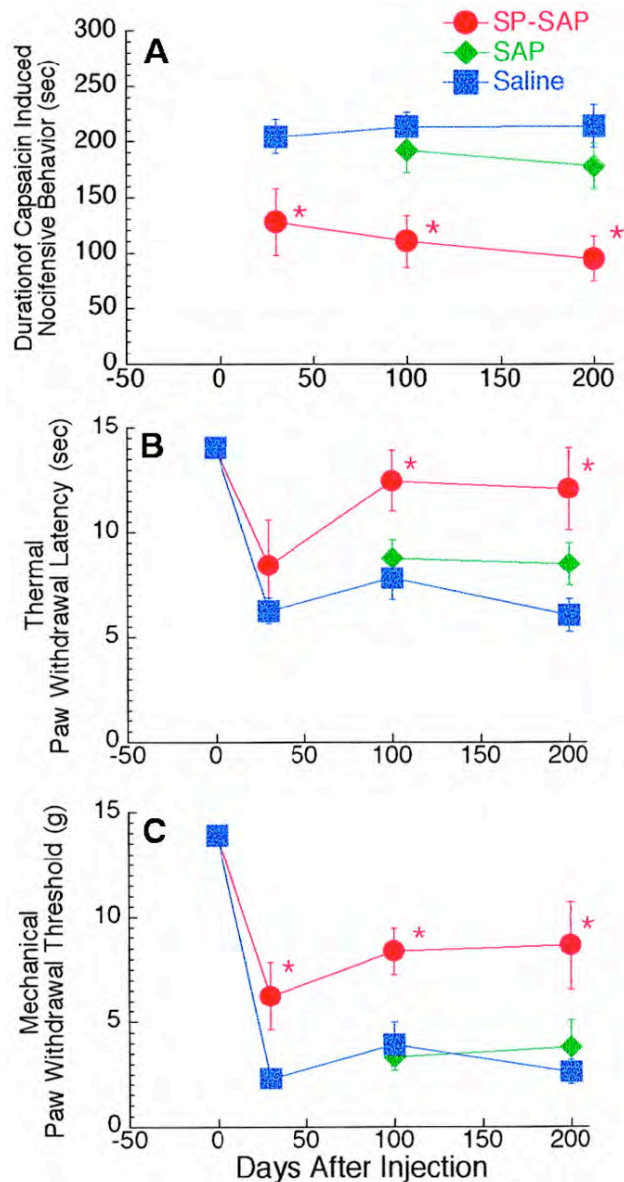 A
SP-SAP
SAP
Saline
Durationof Capsaicin Induced
Nocifensive Behavior (sec)
300
250
200
150
100
50
0
-50 0 50 100 150 200
*
*
*
B
Thermal
Paw Withdrawal Latency (sec)
15
10
5
0
-50 0 50 100 150 200
*
*
C
Mechanical
Paw Withdrawal Threshold (g)
15
10
5
0
-50 0 50 100 150 200
*
*
*
Days After Injection